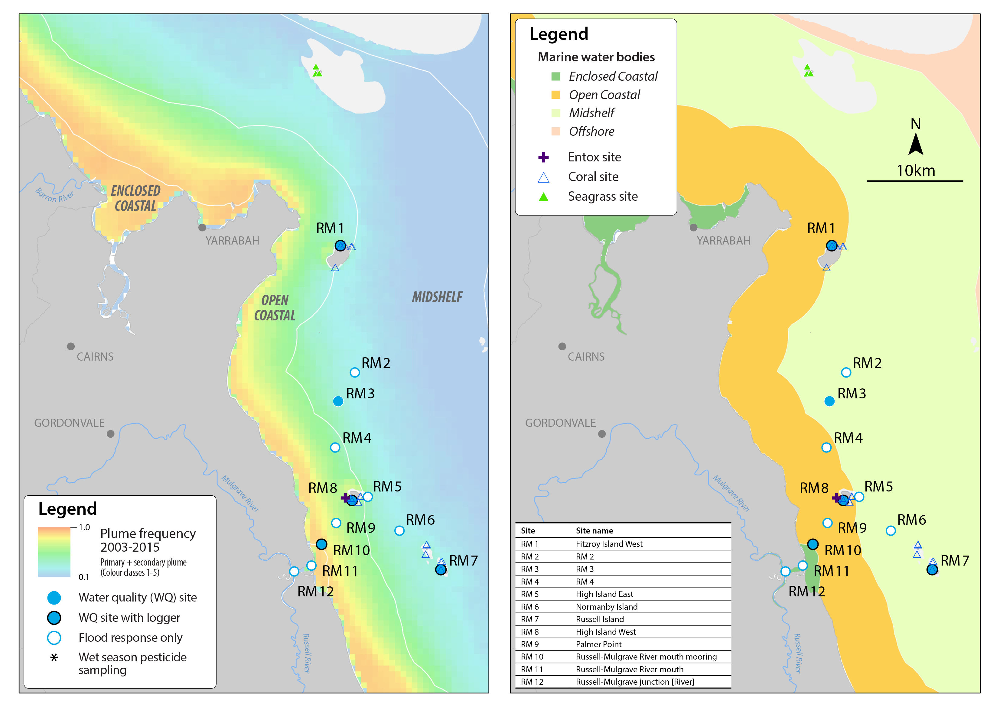 Barron River
ENCLOSED
COASTAL
YARRABAH
RM 1
OPEN
COASTAL
MIDSHELF
CAIRNS
RM 2
RM 3
GORDONVALE
RM 4
Mulgrave River
RM 8
RM 5
RM 6
RM 9
RM 10
RM 7
RM 11
RM 12
Russell River
Legend
1.0
Plume frequency
2003-2015
Primary + secondary plume
(Colour classes 1-5)
0.1
Water quality (WQ) site
WQ site with logger
Flood response only
* Wet season pesticide
sampling
Legend
Marine water bodies
Enclosed Coastal
Open Coastal
Midshelf
Offshore
Entox site
Coral site
Seagrass site
N
10km
RM 1
YARRABAH
CAIRNS
RM 2
RM 3
GORDONVALE
RM 4
Mulgrave River
RM 8
RM 5
RM 6
RM 9
RM 10
RM 7
RM 11
RM 12
Russell River
Site Site name
RM 1 Fitzroy Island West
RM 2 RM 2
RM 3 RM 3
RM 4 RM 4
RM 5 High Island East
RM 6 Normanby Island
RM 7 Russell Island
RM 8 High Island West
RM 9 Palmer Point
RM 10 Russell-Mulgrave River mouth mooring
RM 11 Russell-Mulgrave River mouth
RM 12 Russell-Mulgrave junction [River]